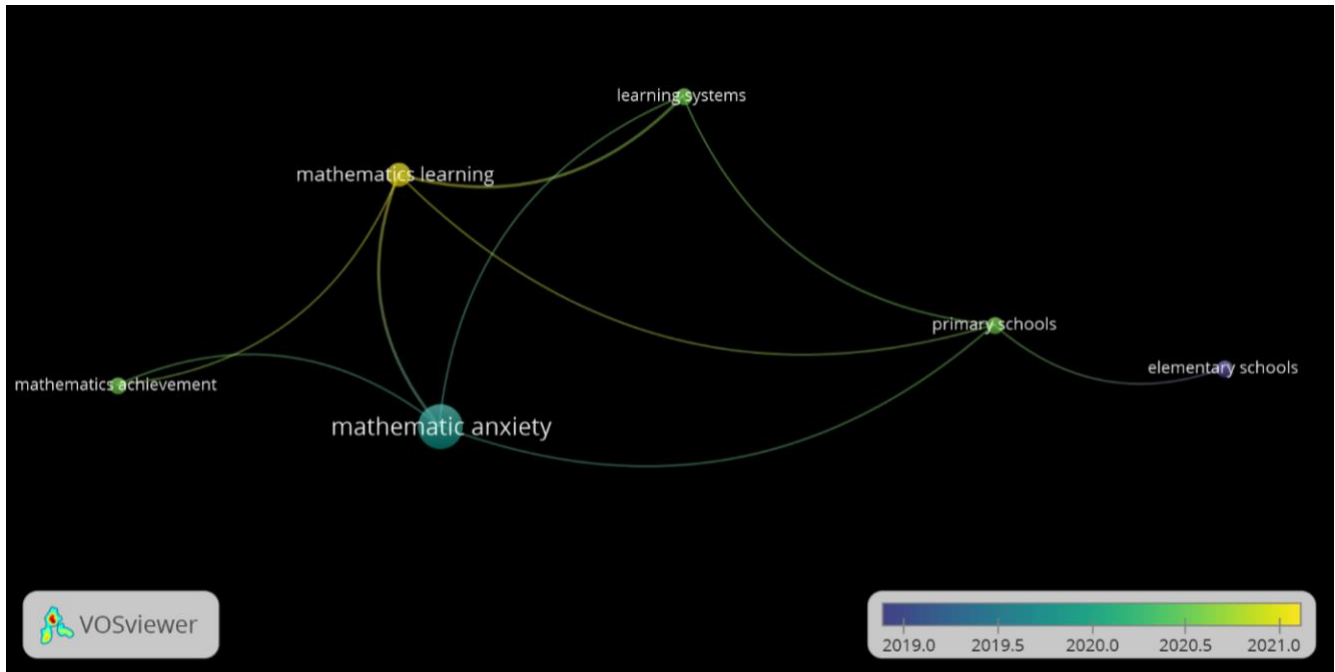 learning systems
mathematics learning
primary schools
elementary schools
mathematics achievement
mathematic anxiety
VOSviewer
2019.0 2019.5 2020.0 2020.5 2021.0